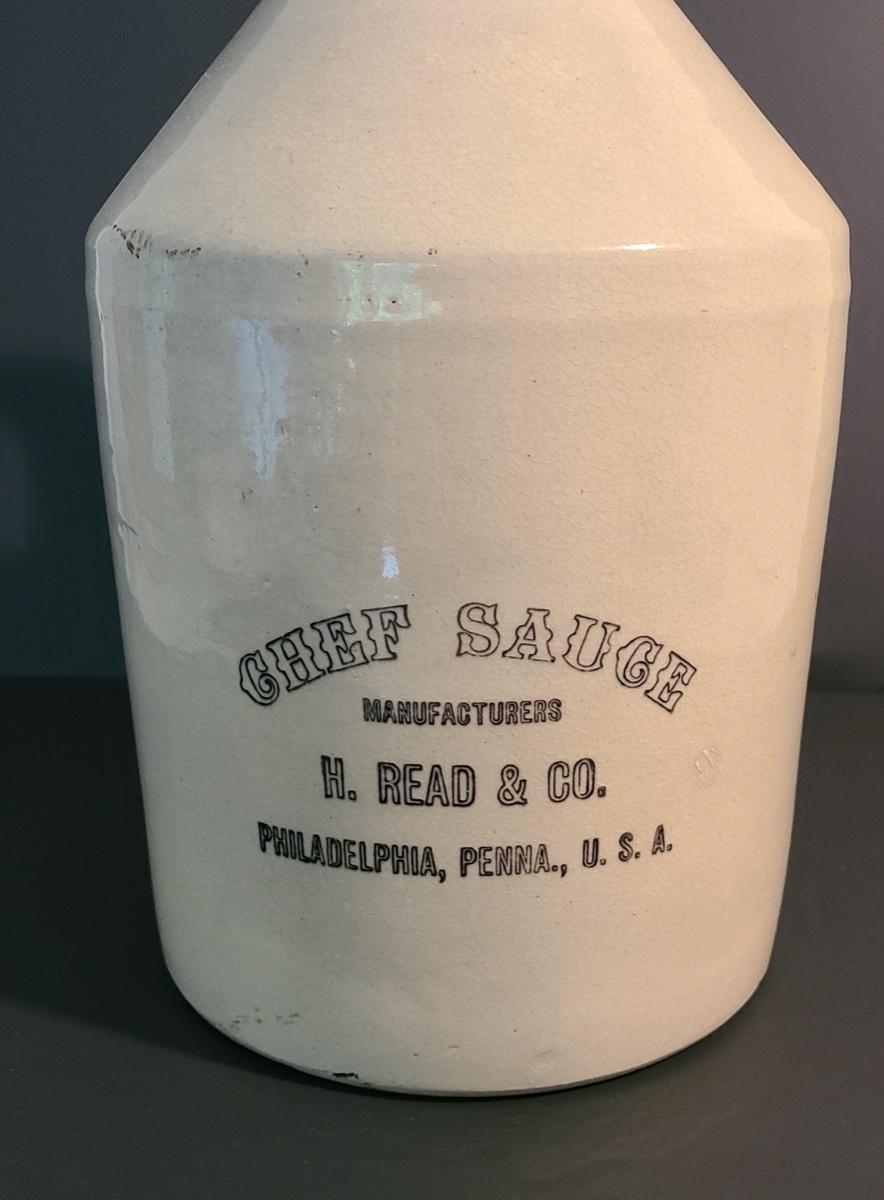 CHEF SAUCE
MANUFACTURERS
H. READ & CO.
PHILADELPHIA, PENNA., U. S. A.